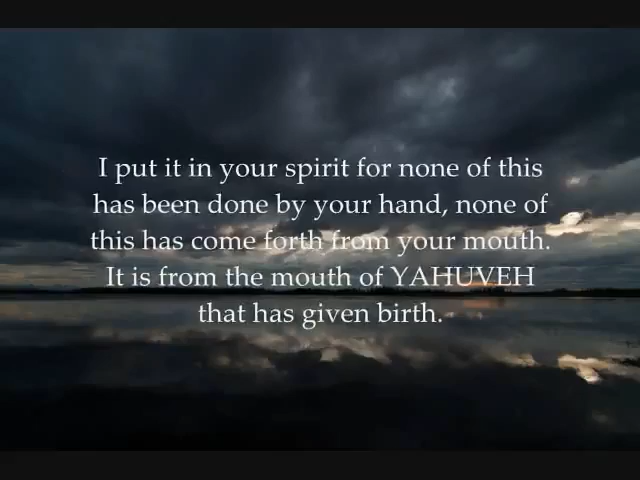 I put it in your spirit for none of this
has been done by your hand, none of
this has come forth from your mouth.
It is from the mouth of YAHUVEH
that has given birth.